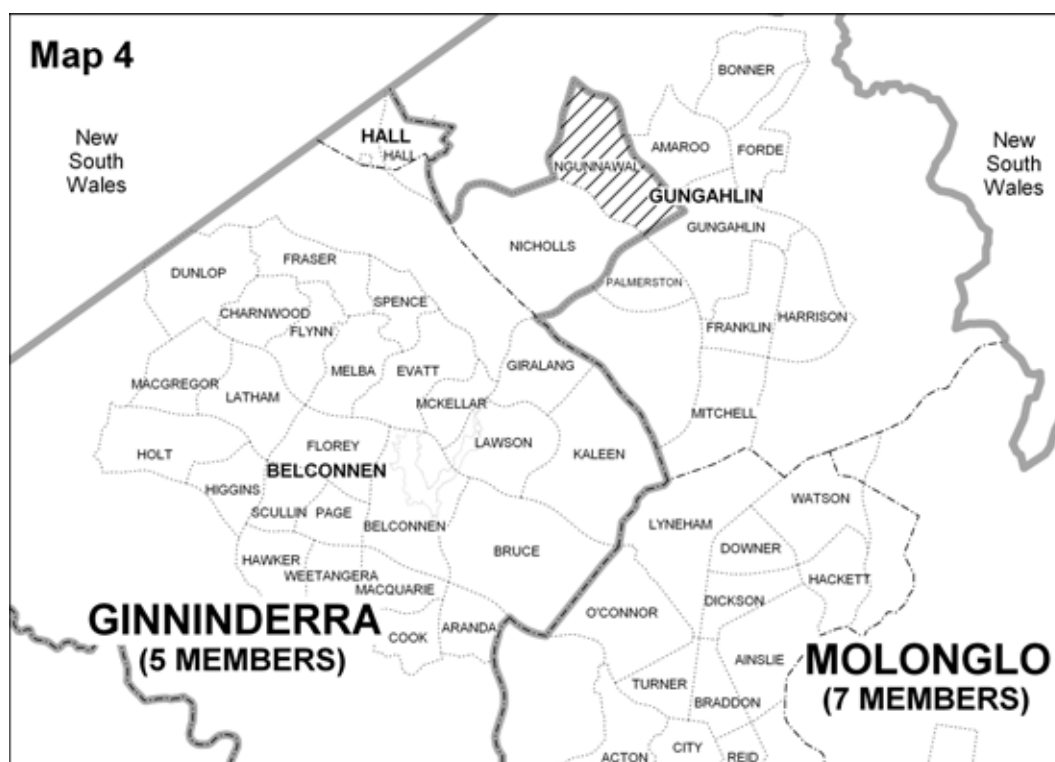 Map 4
BONNER
New
South
Wales
HALL
HALL
AMAROO
FORDE
New
South
Wales
NGUNNAWAL
GUNGAHLIN
GUNGAHLIN
NICHOLLS
DUNLOP
FRASER
SPENCE
PALMERSTON
CHARNWOOD
FLYNN
FRANKLIN
HARRISON
MELBA
EVATT
GIRALANG
MACGREGOR
LATHAM
MCKELLAR
MITCHELL
FLOREY
LAWSON
HOLT
KALEEN
BELCONNEN
HIGGINS
WATSON
SCULLIN
PAGE
BELCONNEN
LYNEHAM
DOWNER
BRUCE
HAWKER
WEETANGERA
HACKETT
MACQUARIE
DICKSON
GINNINDERRA
(5 MEMBERS)
COOK
ARANDA
O'CONNOR
AINSLIE
MOLONGLO
(7 MEMBERS)
TURNER
BRADDON
ACTON
CITY
REID